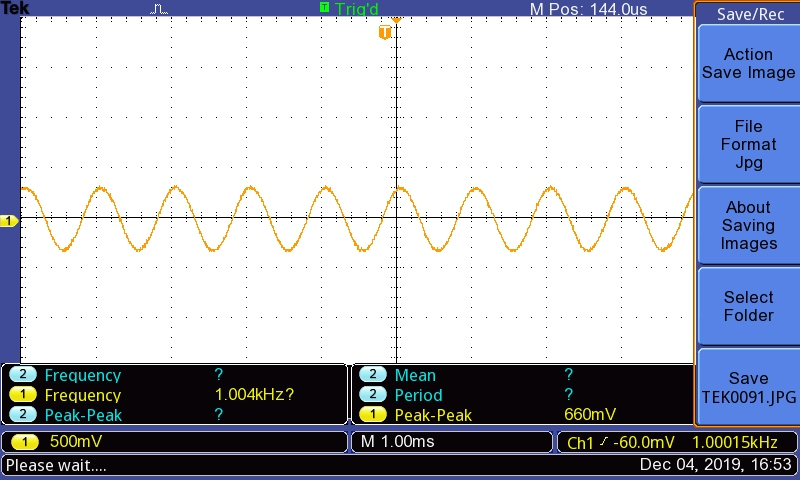 Tek
T Trig'd
M Pos: 144.0us
Save/Rec
T
Action
Save Image
File
Format
Jpg
About
Saving
Images
Select
Folder
Save
TEK0091.JPG
1
2 Frequency ?
1 Frequency 1.004kHz?
2 Peak-Peak ?
2 Mean ?
2 Period ?
1 Peak-Peak 660mV
1 500mV
M 1.00ms
Ch1 -60.0mV 1.00015kHz
Please wait....
Dec 04, 2019, 16:53